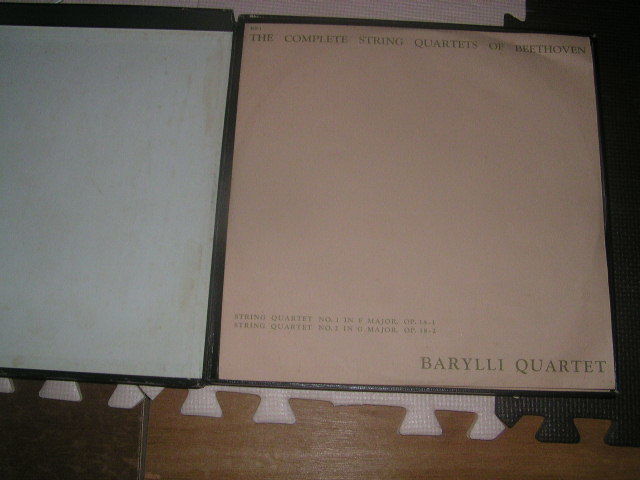 THE COMPLETE STRING QUARTETS OF BEETHOVEN
STRING QUARTET NO. 1 IN F MAJOR, OP. 18-1
STRING QUARTET NO. 2 IN G MAJOR, OP. 18-2
BARYLLI QUARTET